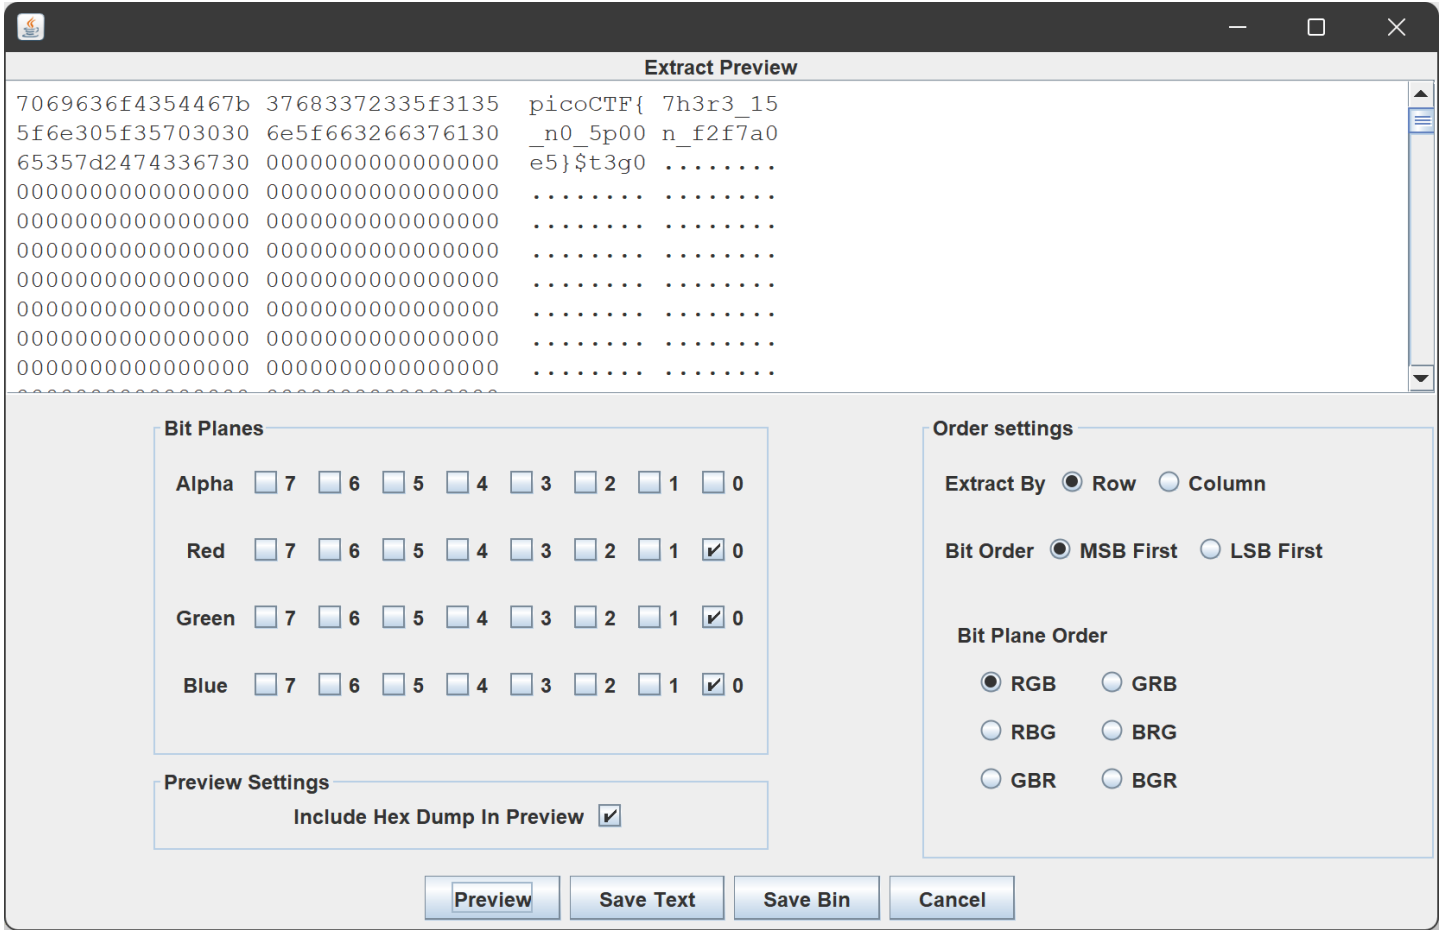 Extract Preview
7069636f4354467b 37683372335f3135 picoCTF{ 7h3r3_15
5f6e305f35703030 6e5f663266376130 _n0_5p00 n_f2f7a0
65357d2474336730 0000000000000000 e5}$t3g0 ........
0000000000000000 0000000000000000 ........ ........
0000000000000000 0000000000000000 ........ ........
0000000000000000 0000000000000000 ........ ........
0000000000000000 0000000000000000 ........ ........
0000000000000000 0000000000000000 ........ ........
0000000000000000 0000000000000000 ........ ........
0000000000000000 0000000000000000 ........ ........
Bit Planes
Alpha 7 6 5 4 3 2 1 0
Red 7 6 5 4 3 2 1 0
Green 7 6 5 4 3 2 1 0
Blue 7 6 5 4 3 2 1 0
Preview Settings
Include Hex Dump In Preview
Order settings
Extract By Row Column
Bit Order MSB First LSB First
Bit Plane Order
RGB GRB
RBG BRG
GBR BGR
Preview Save Text Save Bin Cancel